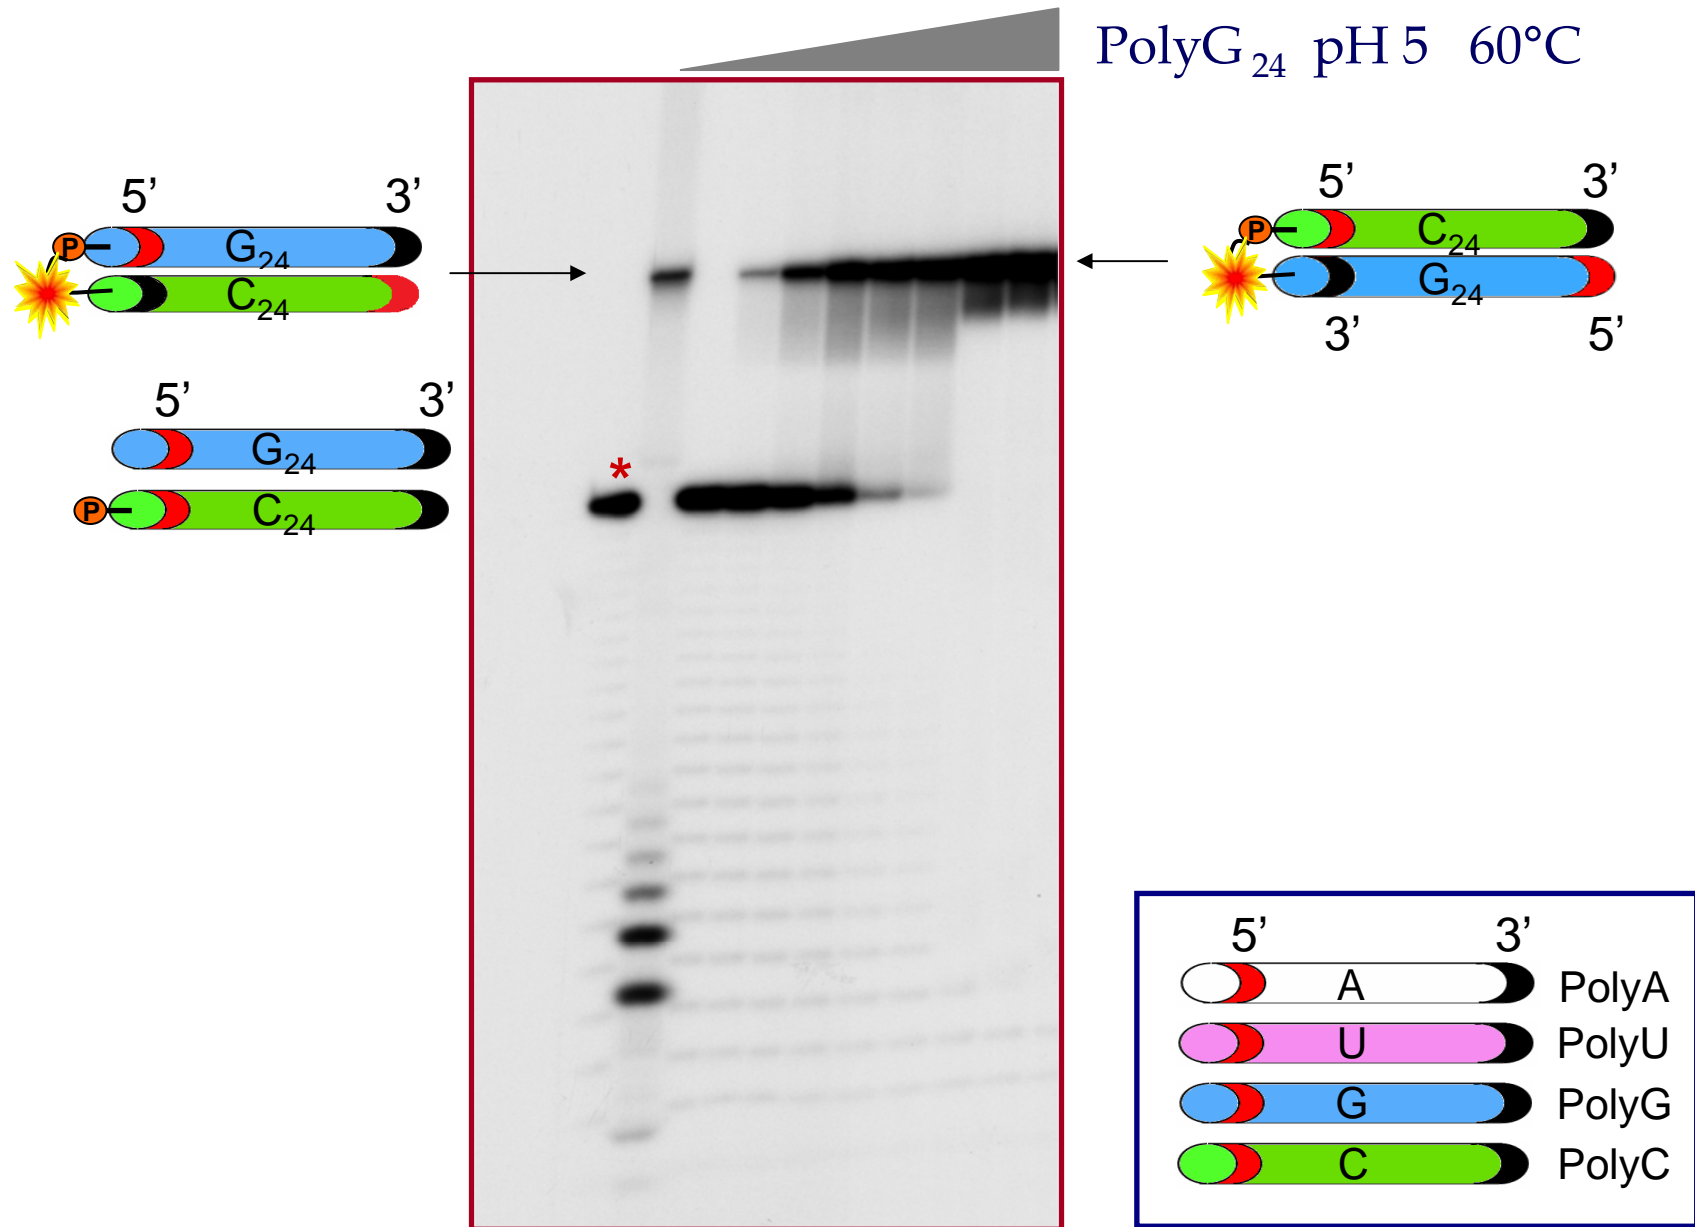 PolyG24 pH 5 60°C
5’ 3’
P G24
C24
5’ 3’
G24
P C24
*
5’ 3’
P C24
G24
3’ 5’
5’ 3’
A PolyA
U PolyU
G PolyG
C PolyC